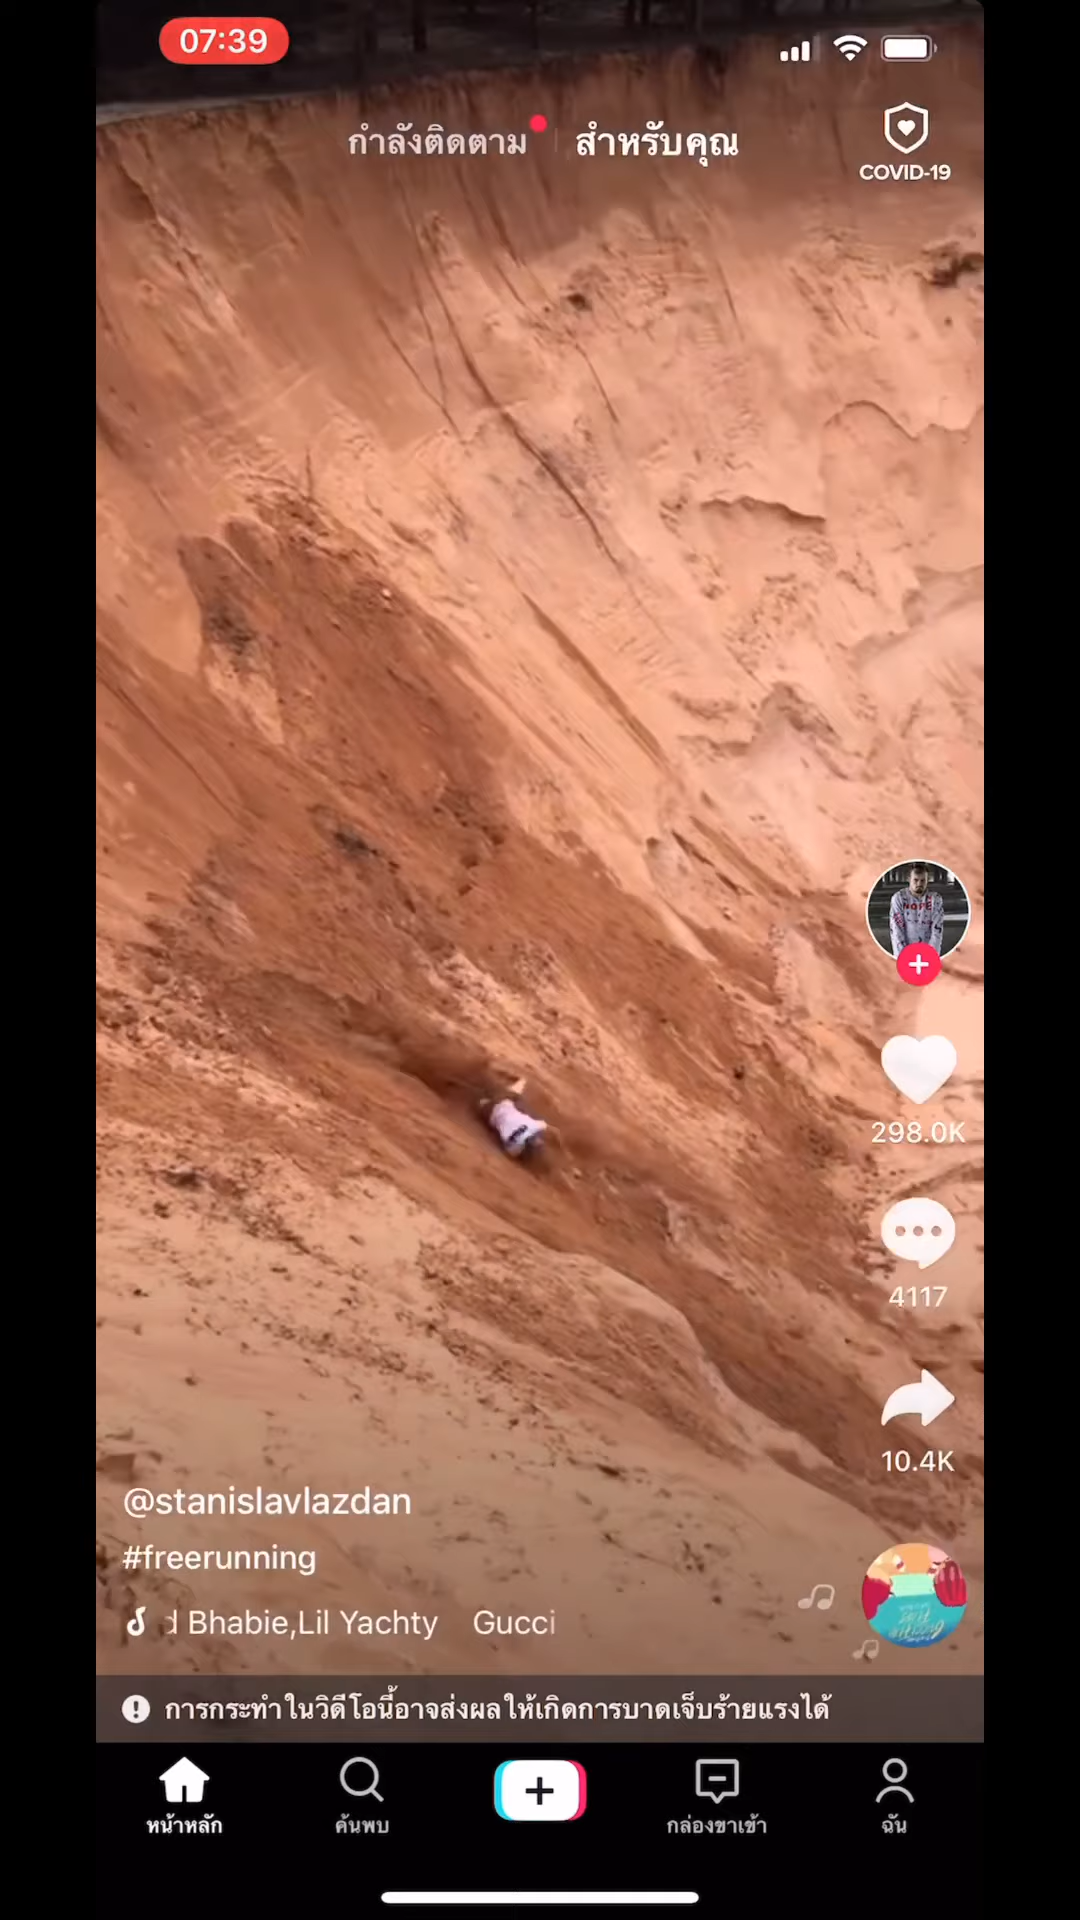 07:39
กำลังติดตาม
สำหรับคุณ
COVID-19
298.0K
4117
10.4K
@stanislavlazdan
#freerunning
d Bhabie,Lil Yachty Gucci
การกระทำในวิดีโอนี้อาจส่งผลให้เกิดการบาดเจ็บร้ายแรงได้
หน้าหลัก
ค้นพบ
กล่องขาเข้า
ฉัน